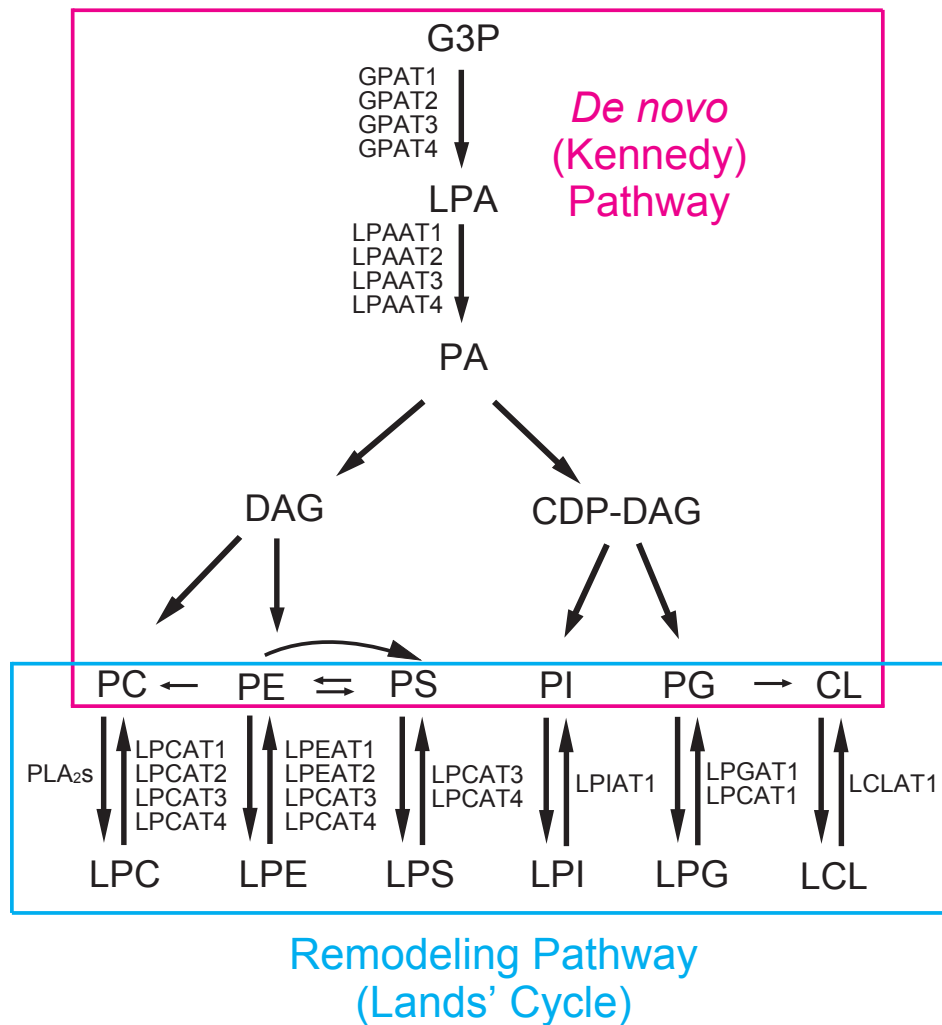 G3P
GPAT1
GPAT2
GPAT3
GPAT4
De novo
(Kennedy)
Pathway
LPA
LPAAT1
LPAAT2
LPAAT3
LPAAT4
PA
DAG
CDP-DAG
PC
PE
PS
PI
PG
CL
PLA₂s
LPCAT1
LPCAT2
LPCAT3
LPCAT4
LPEAT1
LPEAT2
LPCAT3
LPCAT4
LPCAT3
LPCAT4
LPIAT1
LPGAT1
LPCAT1
LCLAT1
LPC
LPE
LPS
LPI
LPG
LCL
Remodeling Pathway
(Lands’ Cycle)